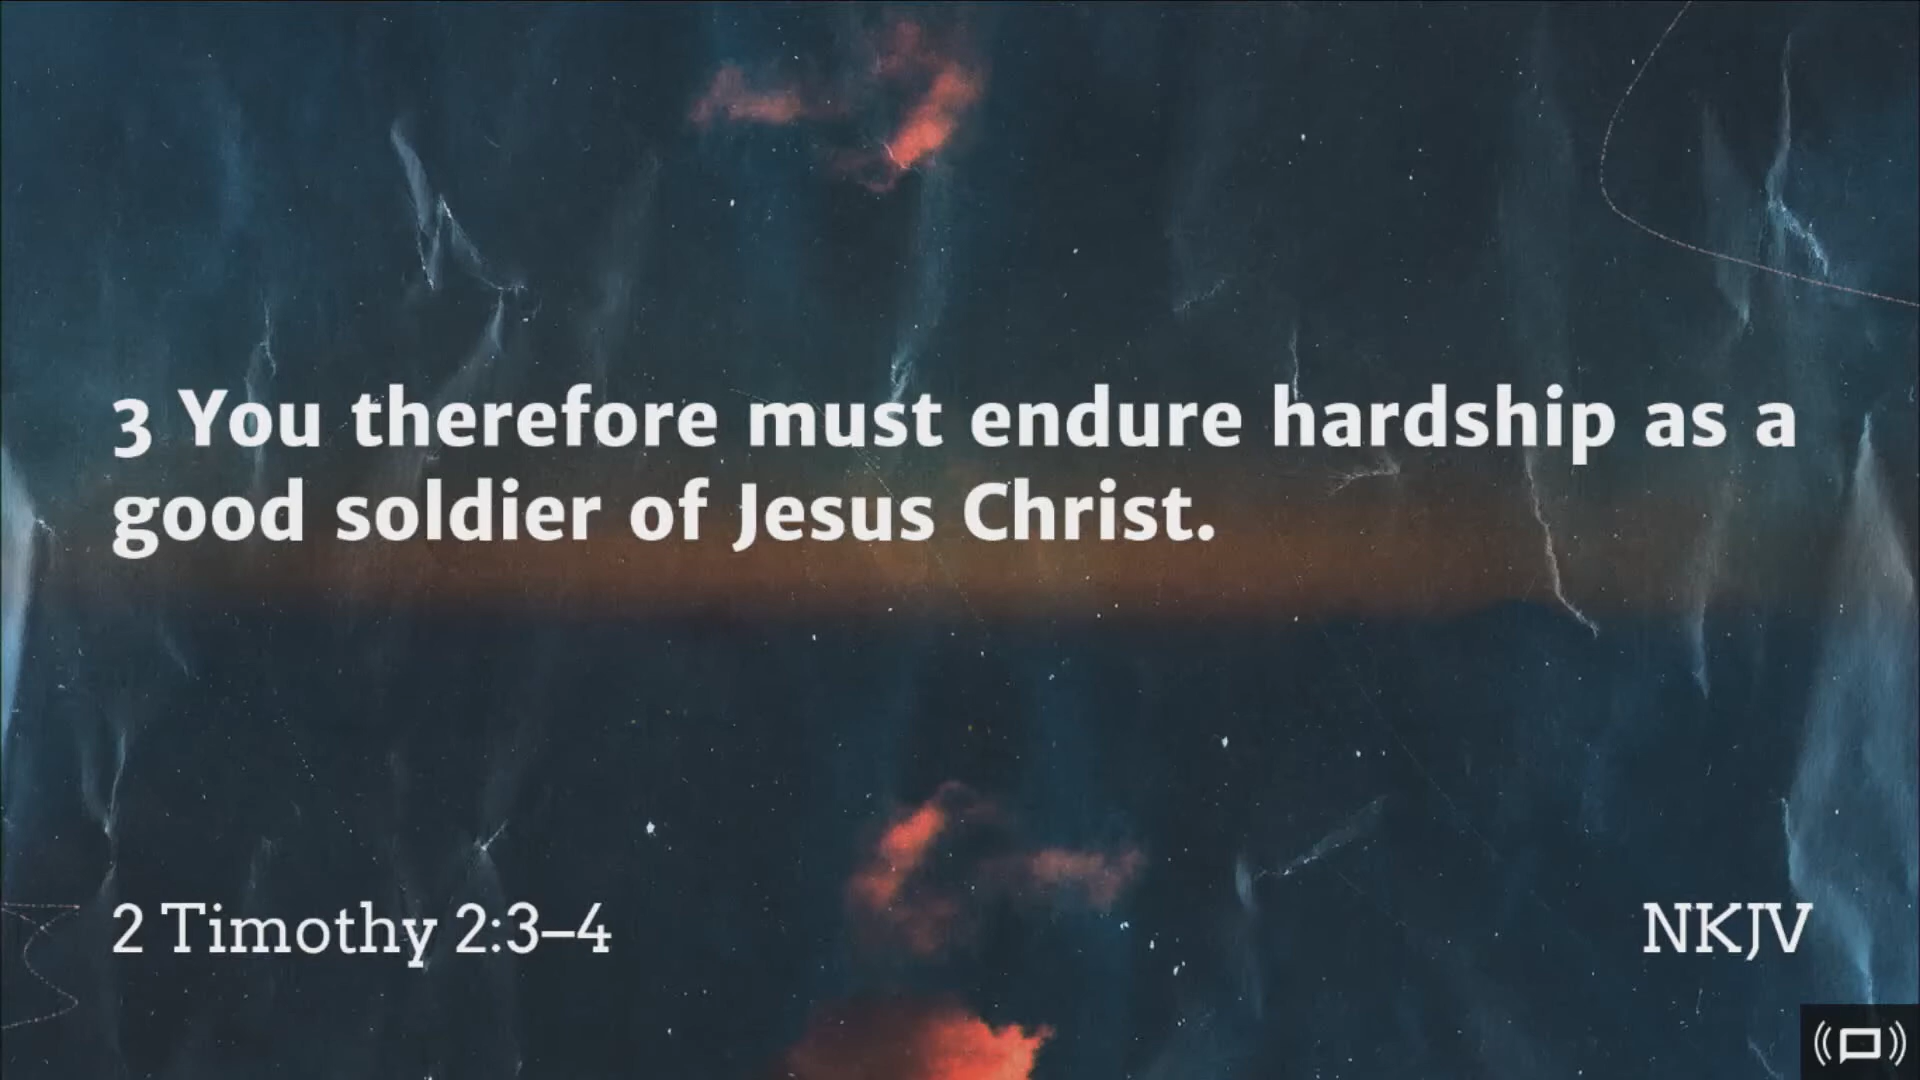 3 You therefore must endure hardship as a
good soldier of Jesus Christ.
2 Timothy 2:3–4
NKJV